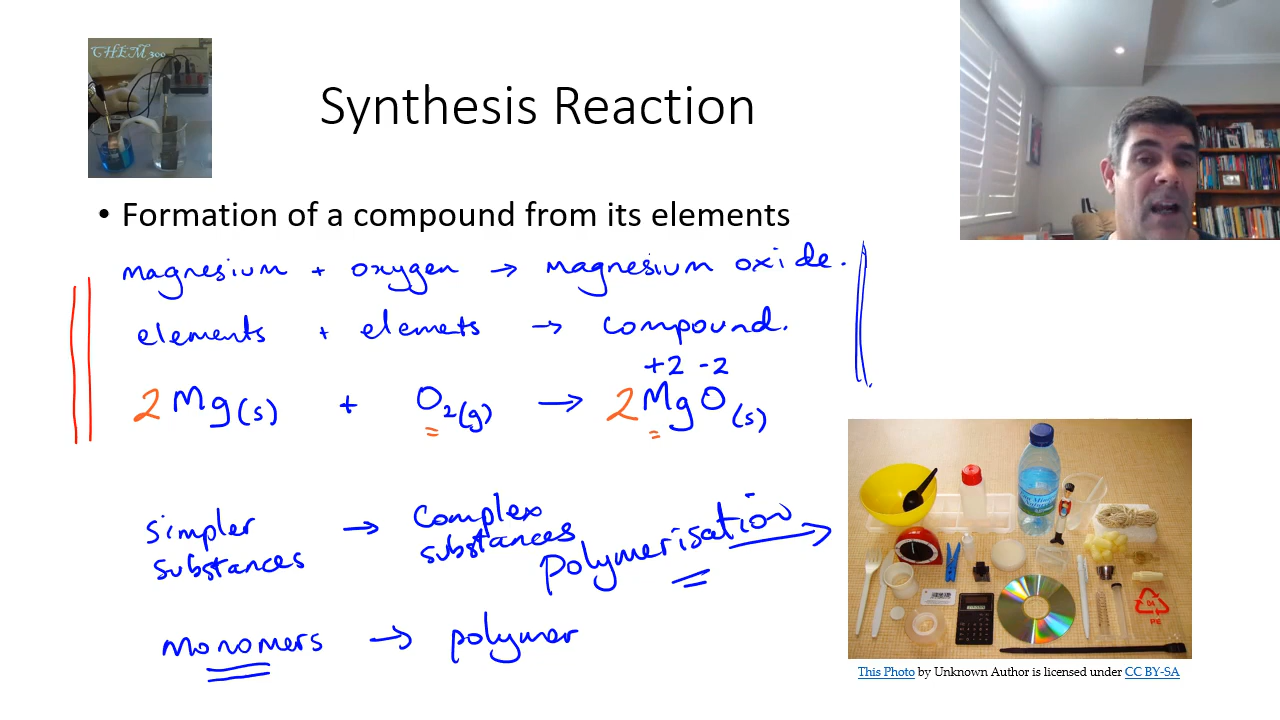 CHEM 300
Synthesis Reaction
• Formation of a compound from its elements
magnesium + oxygen → magnesium oxide.
elements + elemets → compound.
+2 -2
2Mg(s) + O₂(g) → 2MgO(s)
simpler substances → complex substances
Polymerisation →
monomers → polymer
This Photo by Unknown Author is licensed under CC BY-SA